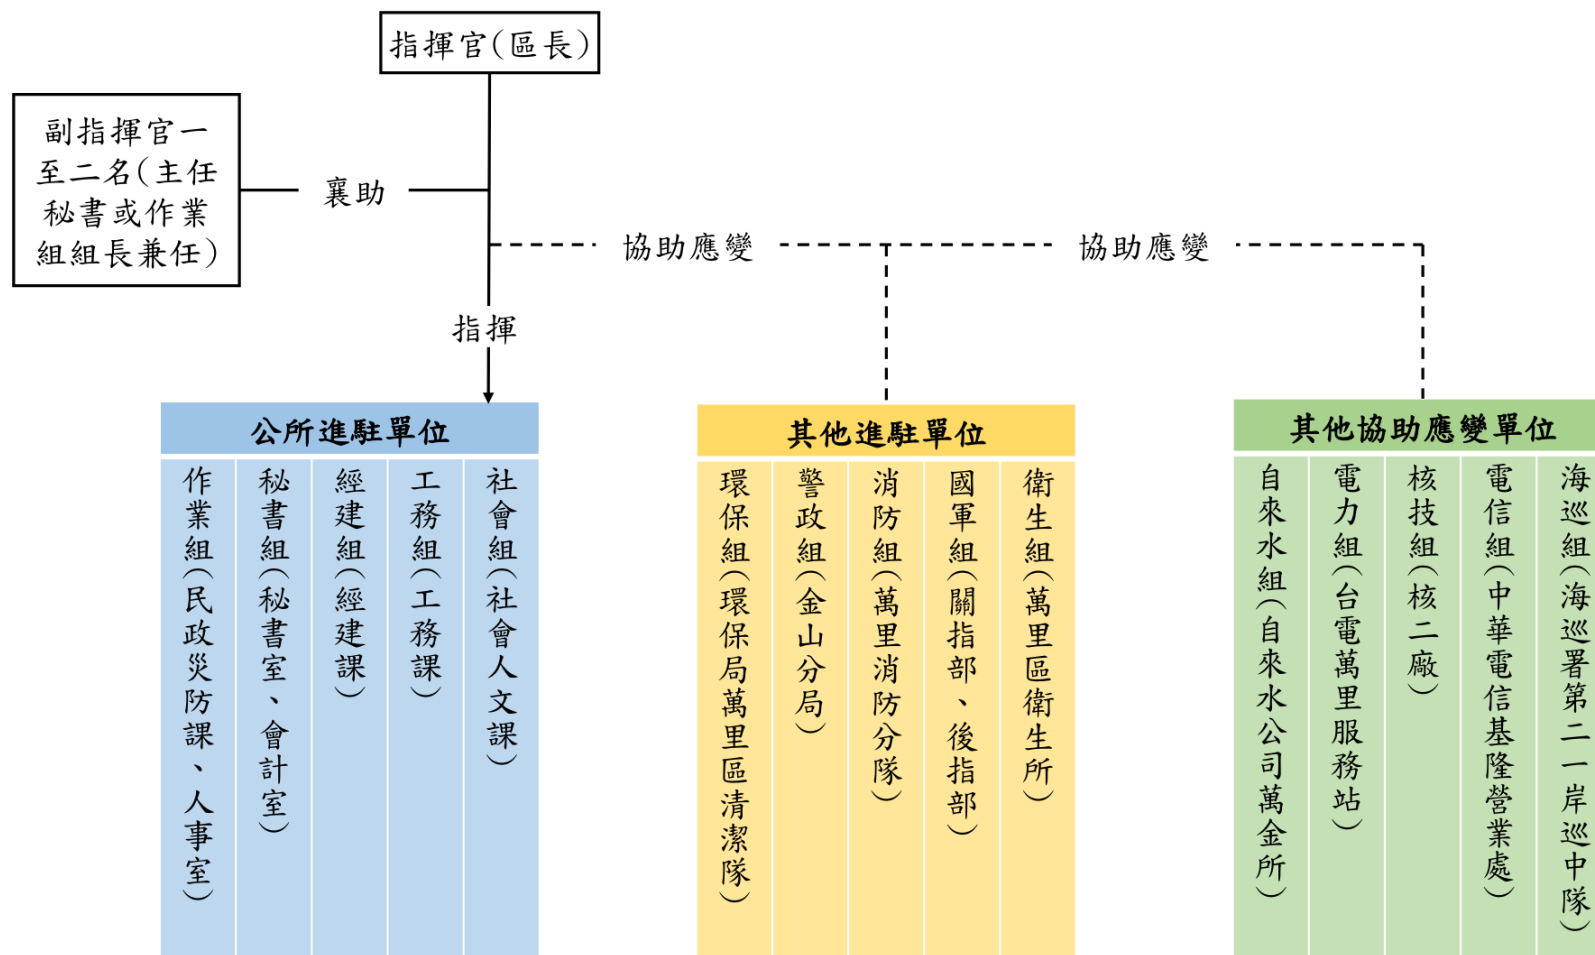 指揮官(區長)
副指揮官一
至二名(主任
秘書或作業
組組長兼任)
襄助
協助應變
協助應變
指揮
公所進駐單位
作業組(民政災防課、人事室)
秘書組(秘書室、會計室)
經建組(經建課)
工務組(工務課)
社會組(社會人文課)
其他進駐單位
環保組(環保局萬里區清潔隊)
警政組(金山分局)
消防組(萬里消防分隊)
國軍組(關指部、後指部)
衛生組(萬里區衛生所)
其他協助應變單位
自來水組(自來水公司萬金所)
電力組(台電萬里服務站)
核技組(核二廠)
電信組(中華電信基隆營業處)
海巡組(海巡署第二一岸巡中隊)